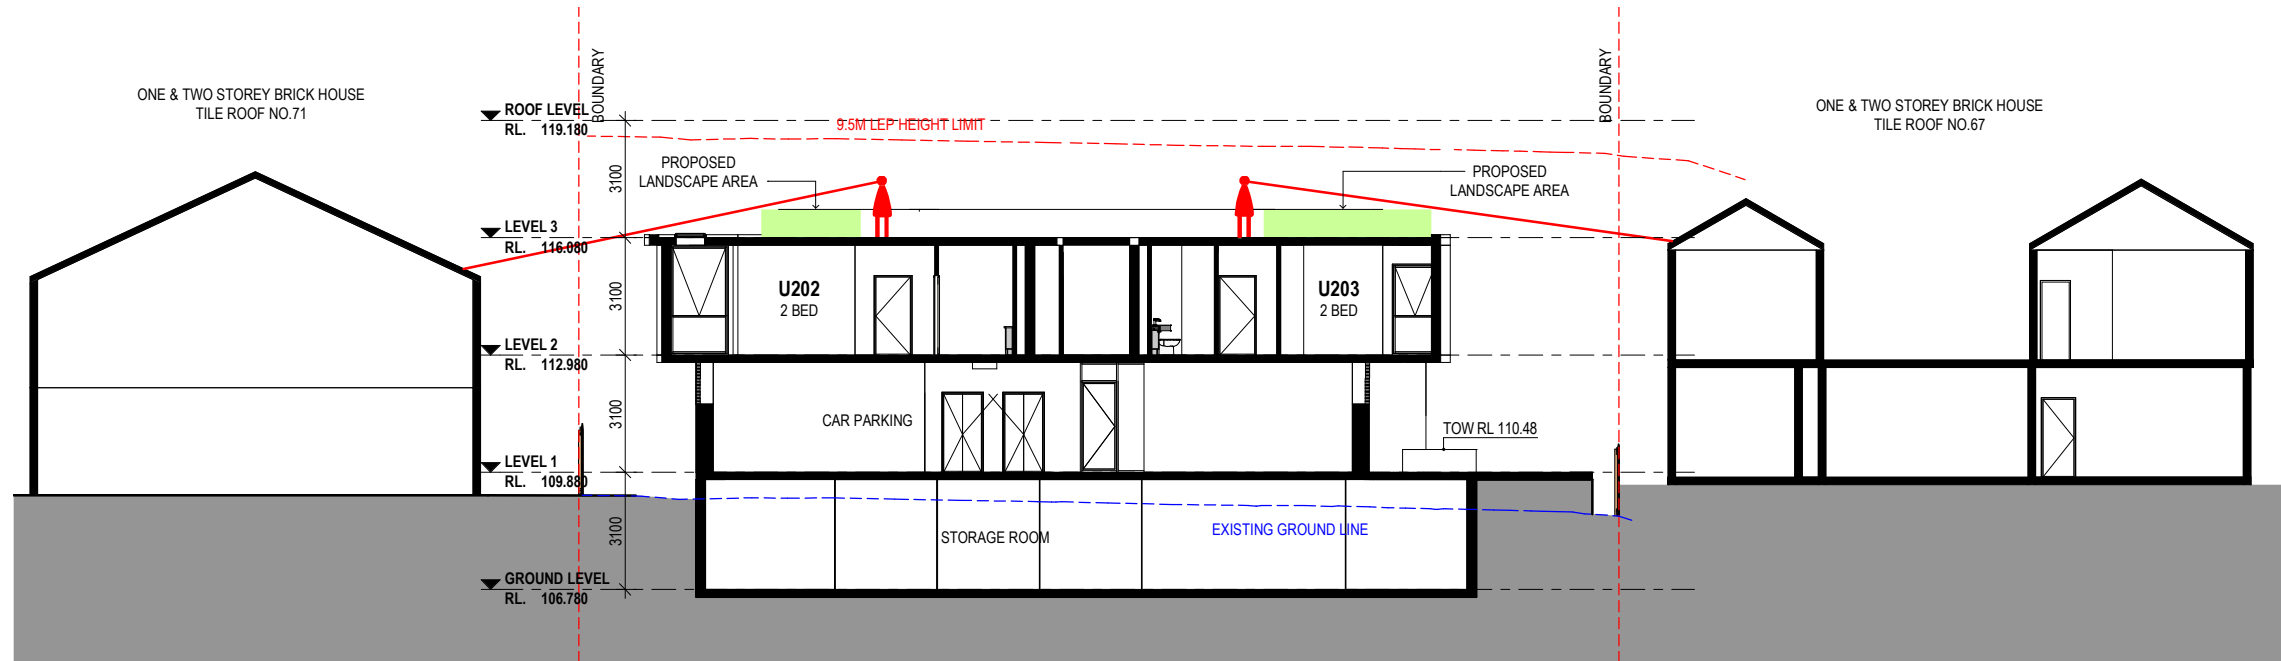 BOUNDARY
BOUNDARY
ONE & TWO STOREY BRICK HOUSE
TILE ROOF NO.71
ONE & TWO STOREY BRICK HOUSE
TILE ROOF NO.67
ROOF LEVEL
RL. 119.180
9.5M LEP HEIGHT LIMIT
3100
PROPOSED
LANDSCAPE AREA
PROPOSED
LANDSCAPE AREA
LEVEL 3
RL. 116.080
3100
U202
2 BED
U203
2 BED
LEVEL 2
RL. 112.980
3100
CAR PARKING
TOW RL 110.48
LEVEL 1
RL. 109.880
3100
STORAGE ROOM
EXISTING GROUND LINE
GROUND LEVEL
RL. 106.780